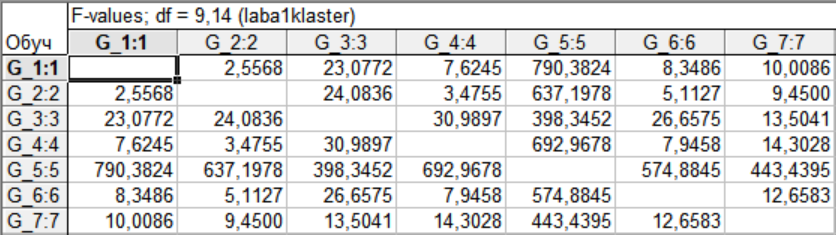 F-values; df = 9,14 (laba1klaster)
Обуч G_1:1 G_2:2 G_3:3 G_4:4 G_5:5 G_6:6 G_7:7
G_1:1 2,5568 23,0772 7,6245 790,3824 8,3486 10,0086
G_2:2 2,5568 24,0836 3,4755 637,1978 5,1127 9,4500
G_3:3 23,0772 24,0836 30,9897 398,3452 26,6575 13,5041
G_4:4 7,6245 3,4755 30,9897 692,9678 7,9458 14,3028
G_5:5 790,3824 637,1978 398,3452 692,9678 574,8845 443,4395
G_6:6 8,3486 5,1127 26,6575 7,9458 574,8845 12,6583
G_7:7 10,0086 9,4500 13,5041 14,3028 443,4395 12,6583